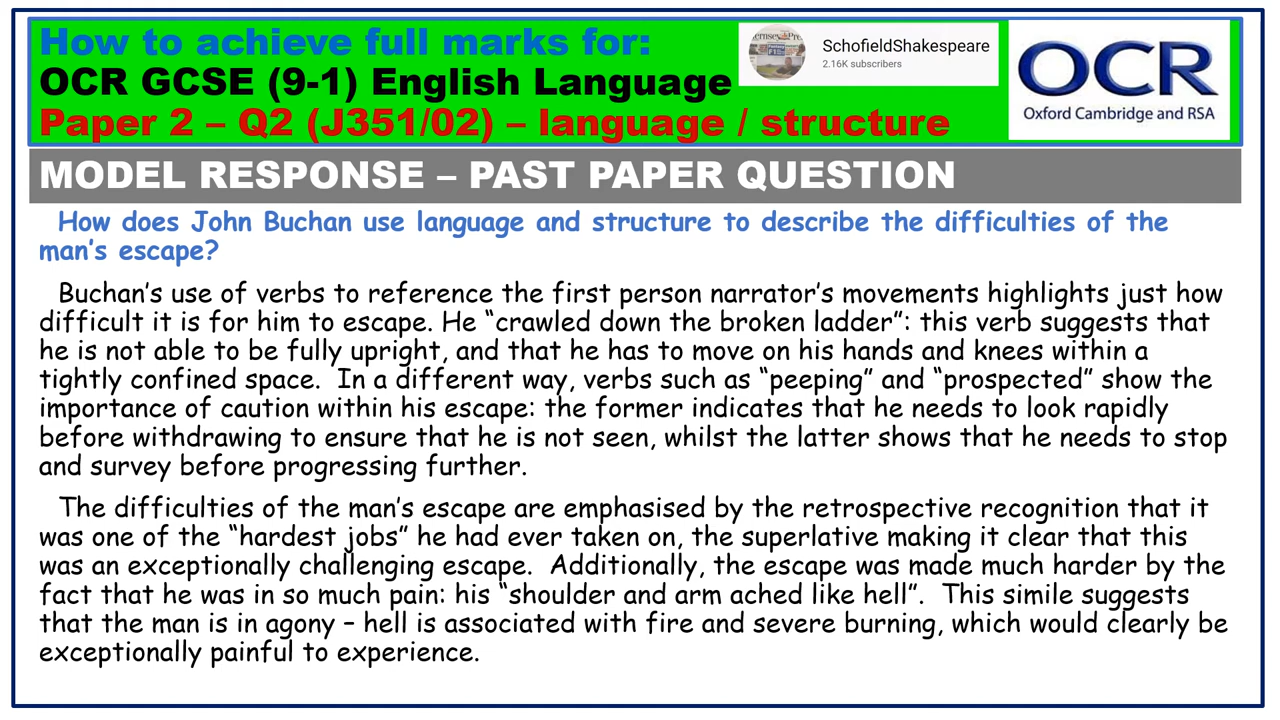 How to achieve full marks for:
OCR GCSE (9-1) English Language
Paper 2 – Q2 (J351/02) – language / structure
SchofieldShakespeare
2.16K subscribers
OCR
Oxford Cambridge and RSA
MODEL RESPONSE – PAST PAPER QUESTION
How does John Buchan use language and structure to describe the difficulties of the
man's escape?
Buchan's use of verbs to reference the first person narrator's movements highlights just how
difficult it is for him to escape. He “crawled down the broken ladder”: this verb suggests that
he is not able to be fully upright, and that he has to move on his hands and knees within a
tightly confined space. In a different way, verbs such as “peeping” and “prospected” show the
importance of caution within his escape: the former indicates that he needs to look rapidly
before withdrawing to ensure that he is not seen, whilst the latter shows that he needs to stop
and survey before progressing further.
The difficulties of the man's escape are emphasised by the retrospective recognition that it
was one of the “hardest jobs” he had ever taken on, the superlative making it clear that this
was an exceptionally challenging escape. Additionally, the escape was made much harder by the
fact that he was in so much pain: his “shoulder and arm ached like hell”. This simile suggests
that the man is in agony – hell is associated with fire and severe burning, which would clearly be
exceptionally painful to experience.